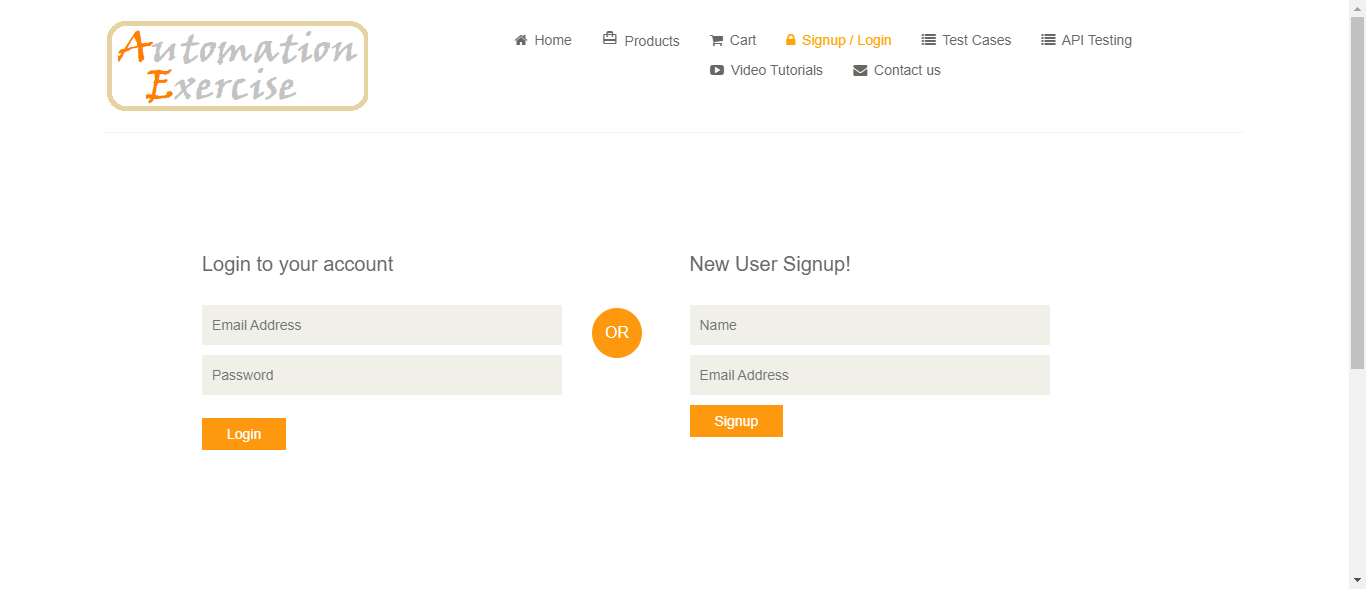 Automation
Exercise
Home Products Cart Signup / Login Test Cases API Testing
Video Tutorials Contact us
Login to your account
Email Address
Password
Login
OR
New User Signup!
Name
Email Address
Signup